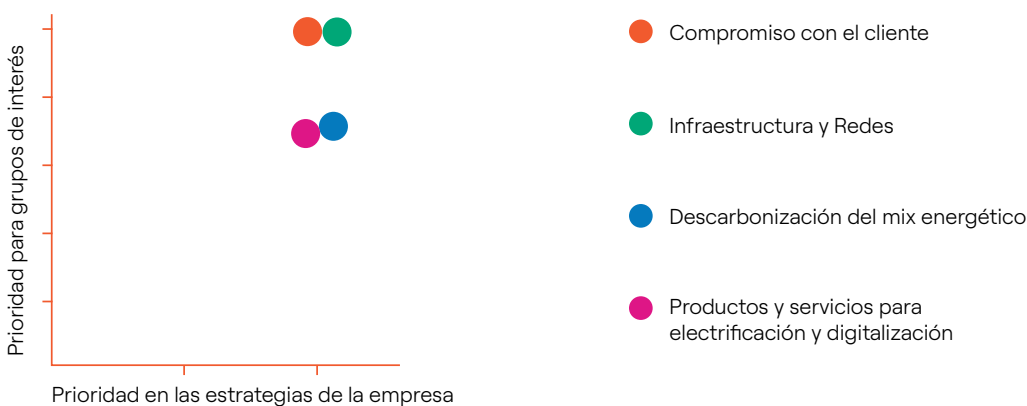 Prioridad para grupos de interés
Prioridad en las estrategias de la empresa
Compromiso con el cliente
Infraestructura y Redes
Descarbonización del mix energético
Productos y servicios para
electrificación y digitalización